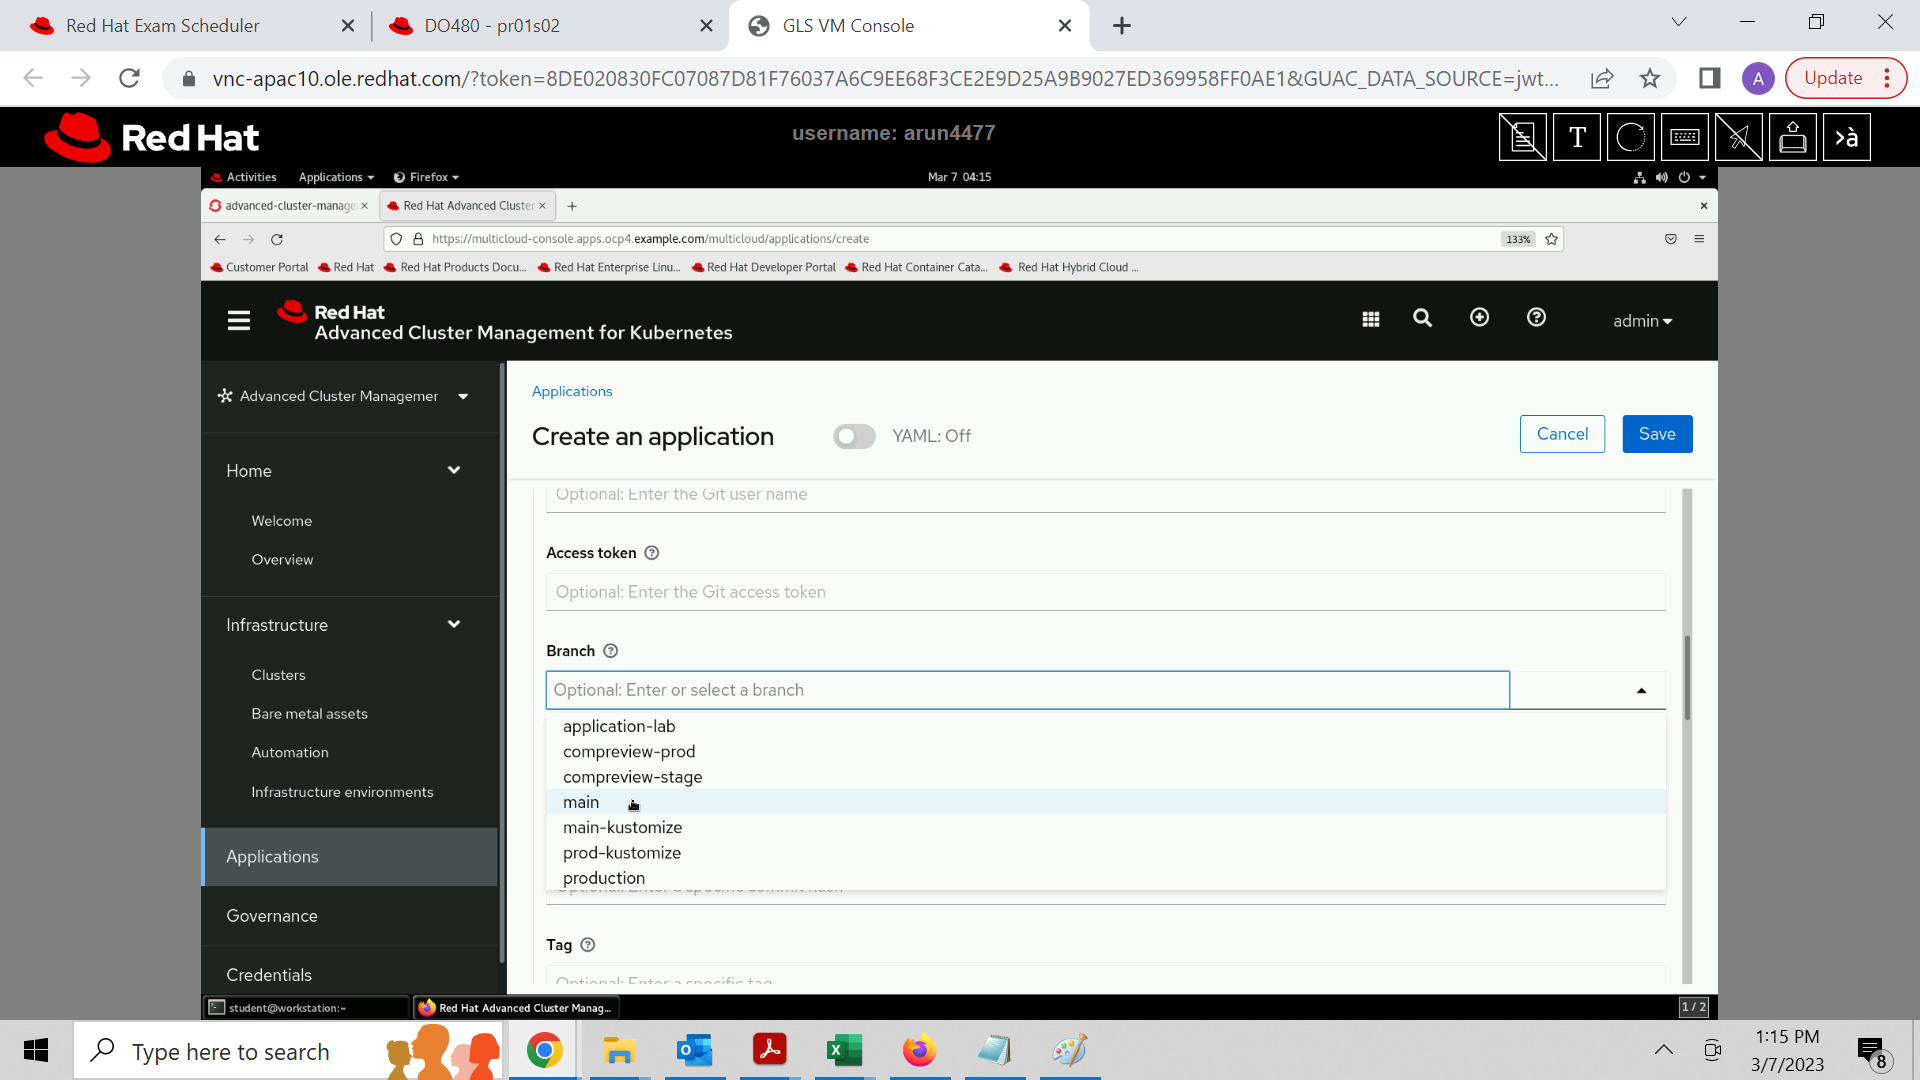 Red Hat Exam Scheduler
DO480 - pr01s02
GLS VM Console
vnc-apac10.ole.redhat.com/?token=8DE020830FC07087D81F76037A6C9EE68F3CE2E9D25A9B9027ED369958FF0AE1&GUAC_DATA_SOURCE=jwt...
A
Update
Red Hat
username: arun4477
T
>à
Activities
Applications
Firefox
Mar 7 04:15
advanced-cluster-manage
Red Hat Advanced Cluster
https://multicloud-console.apps.ocp4.example.com/multicloud/applications/create
133%
Customer Portal
Red Hat
Red Hat Products Docu...
Red Hat Enterprise Linu...
Red Hat Developer Portal
Red Hat Container Cata...
Red Hat Hybrid Cloud ...
Red Hat
Advanced Cluster Management for Kubernetes
admin
Advanced Cluster Managemer
Home
Welcome
Overview
Infrastructure
Clusters
Bare metal assets
Automation
Infrastructure environments
Applications
Governance
Credentials
Applications
Create an application
YAML: Off
Cancel
Save
Optional: Enter the Git user name
Access token
Optional: Enter the Git access token
Branch
Optional: Enter or select a branch
application-lab
compreview-prod
compreview-stage
main
main-kustomize
prod-kustomize
production
Optional: Enter a specific commit hash
Tag
Optional: Enter a specific tag
student@workstation:~
Red Hat Advanced Cluster Manag...
1 / 2
Type here to search
1:15 PM
3/7/2023
8